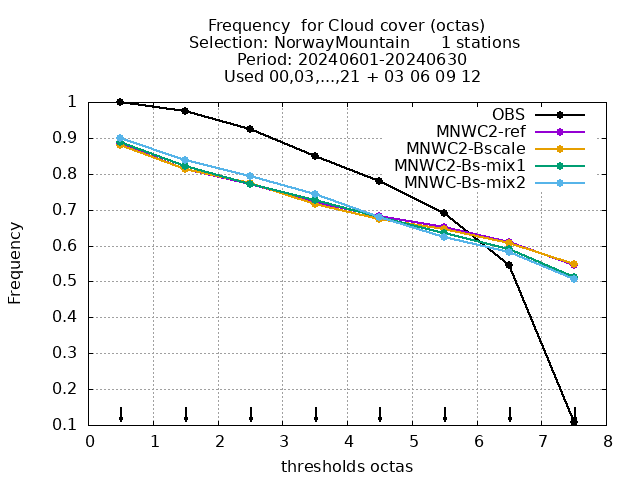 Frequency  for Cloud cover (octas)
Selection: NorwayMountain      1 stations
Period: 20240601-20240630
Used 00,03,...,21 + 03 06 09 12
OBS
MNWC2-ref
MNWC2-Bscale
MNWC2-Bs-mix1
MNWC-Bs-mix2
1
0.9
0.8
0.7
0.6
0.5
0.4
0.3
0.2
0.1
Frequency
0 1 2 3 4 5 6 7 8
thresholds octas